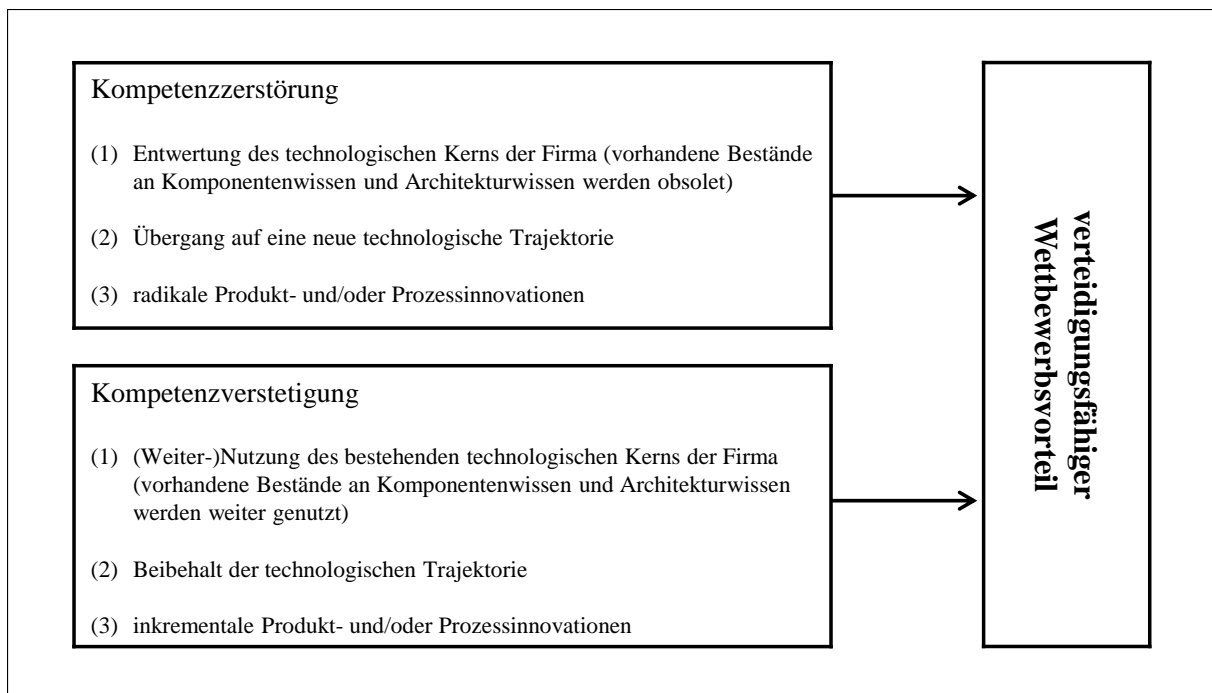 Kompetenzzerstörung
(1) Entwertung des technologischen Kerns der Firma (vorhandene Bestände
an Komponentenwissen und Architekturwissen werden obsolet)
(2) Übergang auf eine neue technologische Trajektorie
(3) radikale Produkt- und/oder Prozessinnovationen
Kompetenzverstetigung
(1) (Weiter-)Nutzung des bestehenden technologischen Kerns der Firma
(vorhandene Bestände an Komponentenwissen und Architekturwissen
werden weiter genutzt)
(2) Beibehalt der technologischen Trajektorie
(3) inkrementale Produkt- und/oder Prozessinnovationen
verteidigungsfähiger
Wettbewerbsvorteil